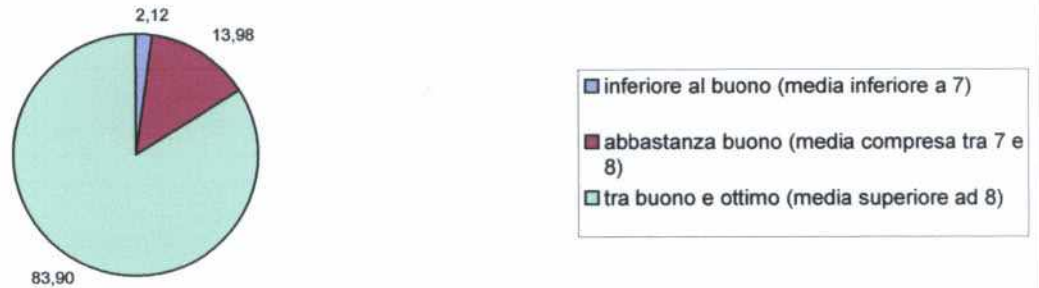 2,12
13,98
83,90
inferiore al buono (media inferiore a 7)
abbastanza buono (media compresa tra 7 e
8)
tra buono e ottimo (media superiore ad 8)